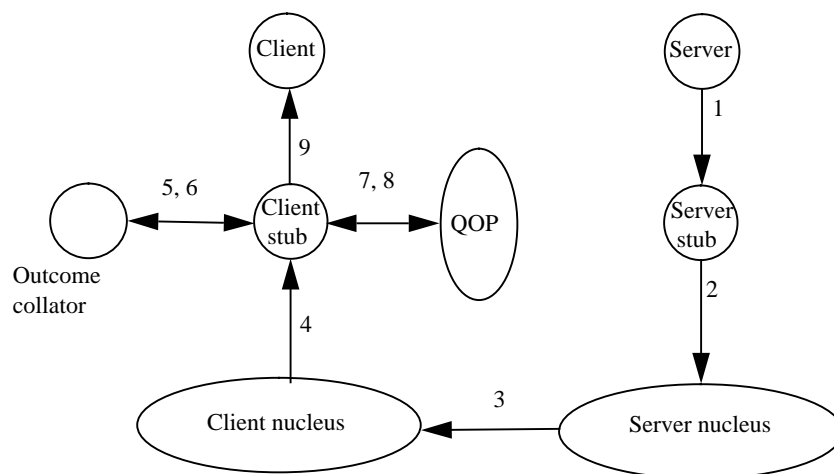 Client
Server
1
9
5, 6
7, 8
Client
stub
QOP
Server
stub
Outcome
collator
2
4
3
Client nucleus
Server nucleus